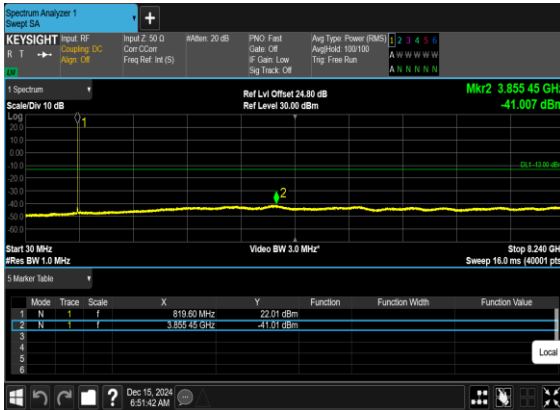 Spectrum Analyzer 1
Swept SA
+
KEYSIGHT
R T
LW
Input: RF
Coupling: DC
Align: Off
Input Z: 50 Ω
Corr CCorr
Freq Ref: Int (S)
#Atten: 20 dB
PNO: Fast
Gate: Off
IF Gain: Low
Sig Track: Off
Avg Type: Power (RMS)
Avg|Hold: 100/100
Trig: Free Run
1 2 3 4 5 6
A W W W W W
A N N N N N
1 Spectrum
Scale/Div 10 dB
Ref Lvl Offset 24.80 dB
Ref Level 30.00 dBm
Mkr2 3.855 45 GHz
-41.007 dBm
Log
20.0
10.0
0.00
-10.0
-20.0
-30.0
-40.0
-50.0
-60.0
1
2
DL1 -13.00 dBm
Start 30 MHz
#Res BW 1.0 MHz
Video BW 3.0 MHz*
Stop 8.240 GHz
Sweep 16.0 ms (40001 pts)
5 Marker Table
Mode Trace Scale X Y Function Function Width Function Value
1 N 1 f 819.60 MHz 22.01 dBm
2 N 1 f 3.855 45 GHz -41.01 dBm
3
4
5
6
Local
?
Dec 15, 2024
6:51:42 AM